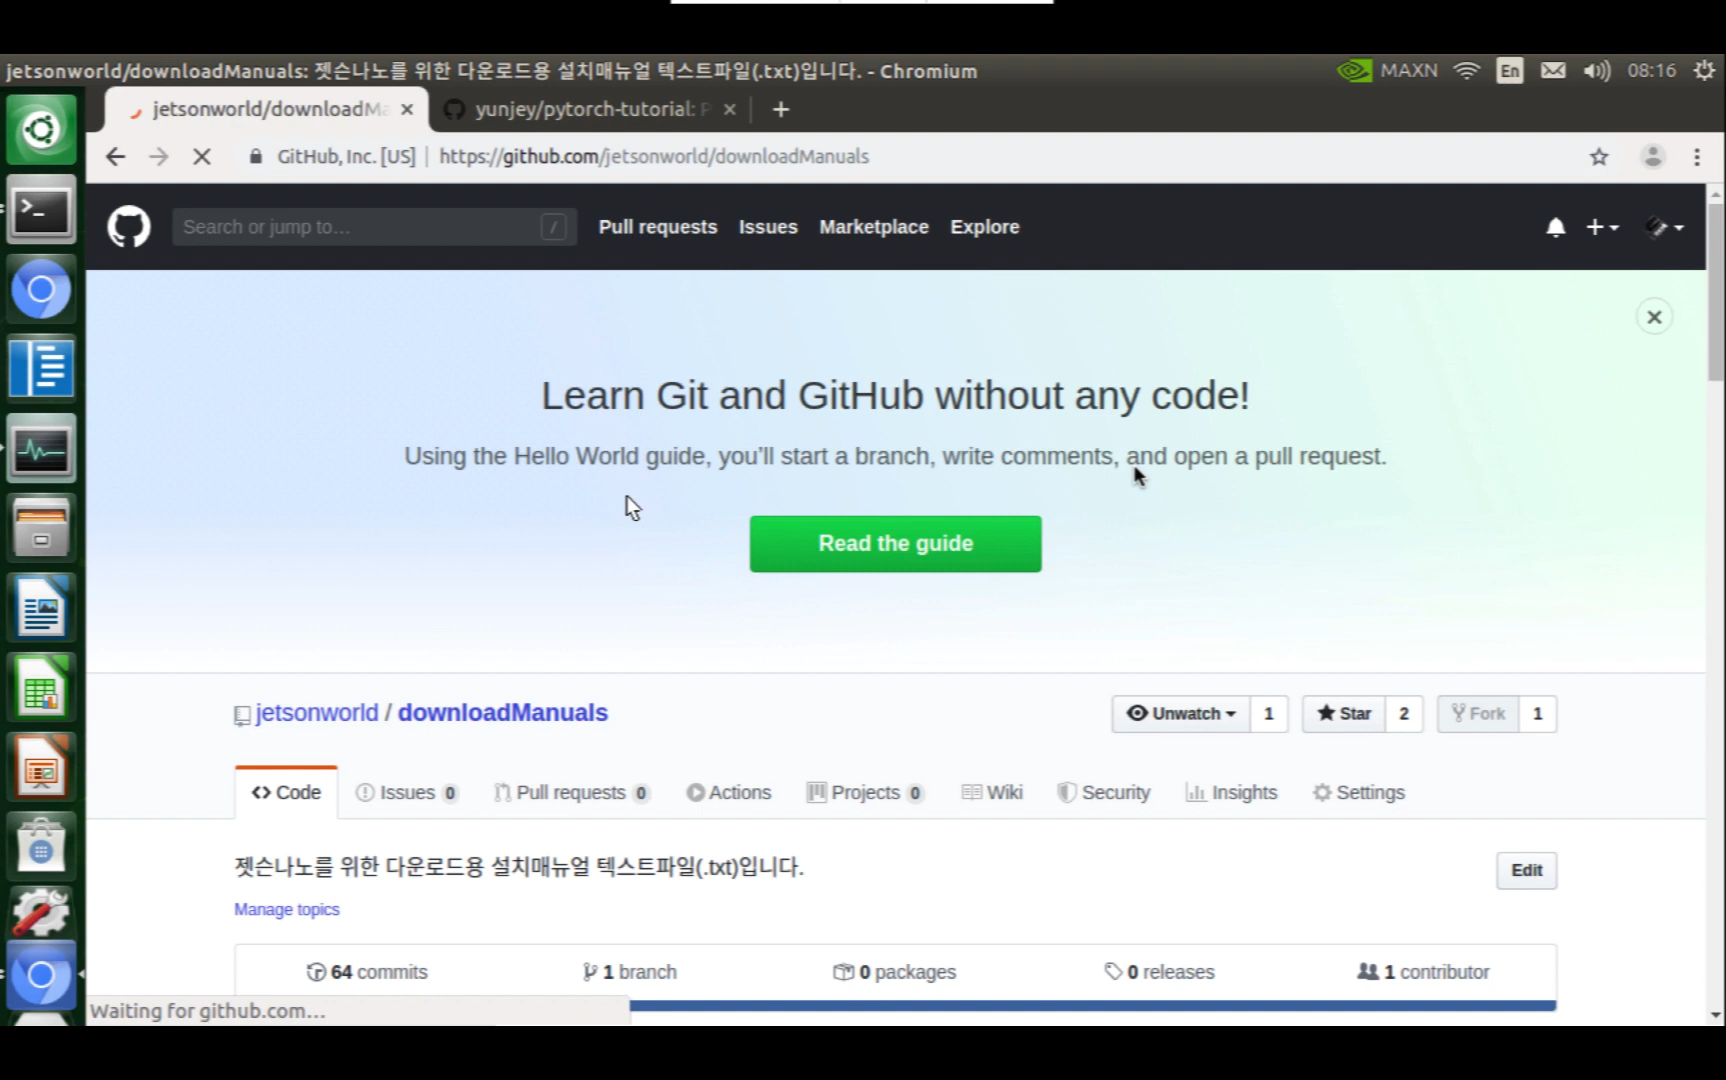 jetsonworld/downloadManuals: 젯슨나노를 위한 다운로드용 설치매뉴얼 텍스트파일(.txt)입니다. - Chromium
MAXN En 08:16
jetsonworld/downloadMa
yunjey/pytorch-tutorial: P
GitHub, Inc. [US] | https://github.com/jetsonworld/downloadManuals
Search or jump to… /
Pull requests Issues Marketplace Explore
Learn Git and GitHub without any code!
Using the Hello World guide, you’ll start a branch, write comments, and open a pull request.
Read the guide
jetsonworld / downloadManuals
Unwatch 1 Star 2 Fork 1
Code Issues 0 Pull requests 0 Actions Projects 0 Wiki Security Insights Settings
젯슨나노를 위한 다운로드용 설치매뉴얼 텍스트파일(.txt)입니다.
Edit
Manage topics
64 commits 1 branch 0 packages 0 releases 1 contributor
Waiting for github.com...